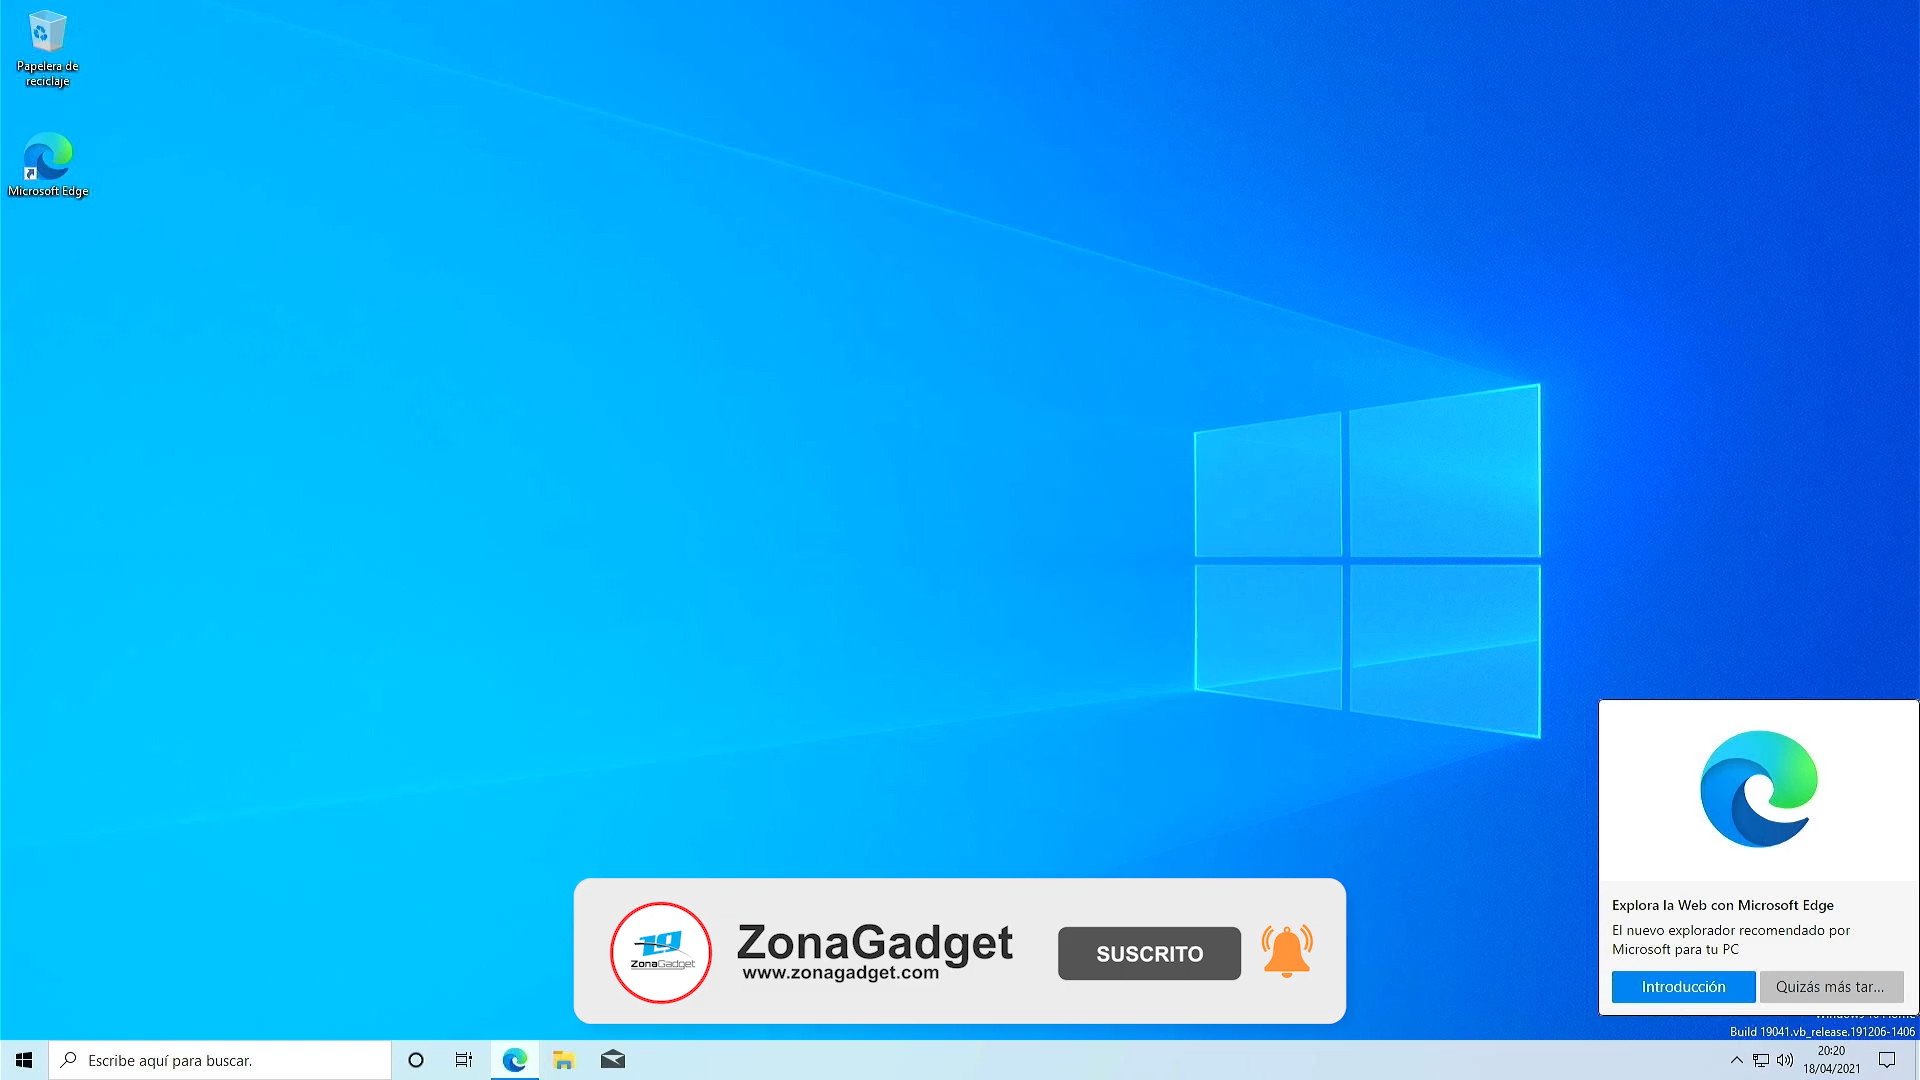 Papelera de
reciclaje
Microsoft Edge
ZonaGadget
ZonaGadget
www.zonagadget.com
SUSCRITO
Explora la Web con Microsoft Edge
El nuevo explorador recomendado por
Microsoft para tu PC
Introducción
Quizás más tar...
Build 19041.vb_release.191206-1406
Escribe aquí para buscar.
20:20
18/04/2021